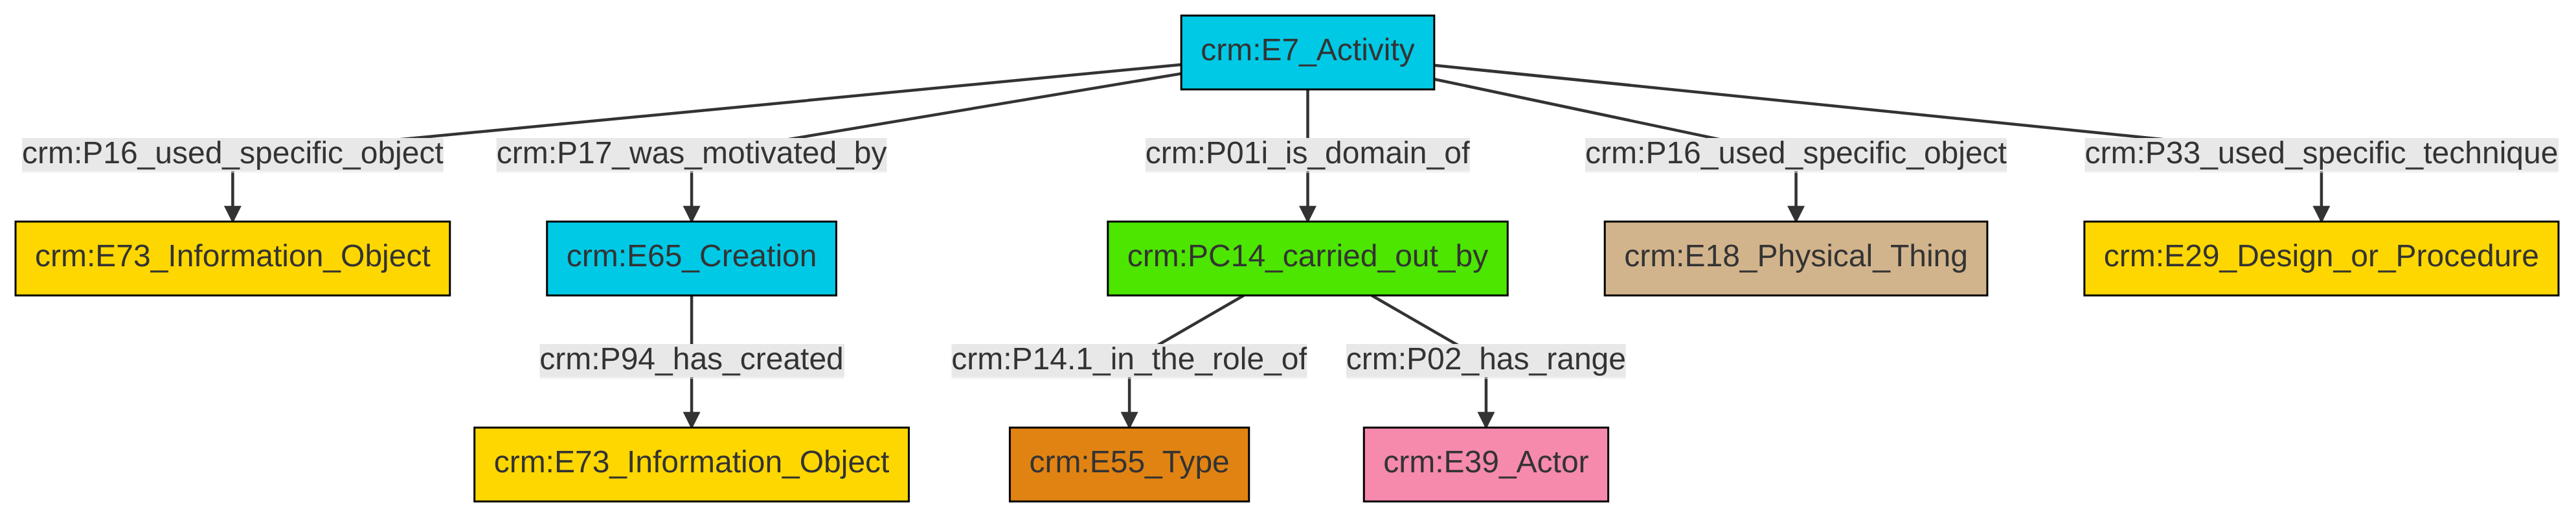 crm:E7_Activity
crm:P16_used_specific_object
crm:P17_was_motivated_by
crm:P01i_is_domain_of
crm:P16_used_specific_object
crm:P33_used_specific_technique
crm:E73_Information_Object
crm:E65_Creation
crm:PC14_carried_out_by
crm:E18_Physical_Thing
crm:E29_Design_or_Procedure
crm:P94_has_created
crm:P14.1_in_the_role_of
crm:P02_has_range
crm:E73_Information_Object
crm:E55_Type
crm:E39_Actor